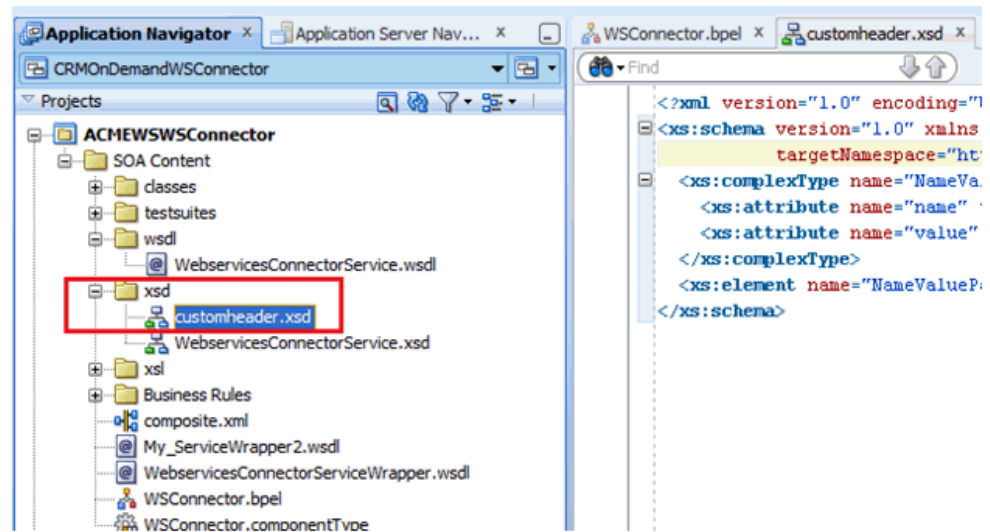 Application Navigator x Application Server Nav... x
CRMOnDemandWSConnector
Projects
ACMEWSWSConnector
SOA Content
classes
testsuites
wsdl
WebservicesConnectorService.wsdl
xsd
customheader.xsd
WebservicesConnectorService.xsd
xsl
Business Rules
composite.xml
My_ServiceWrapper2.wsdl
WebservicesConnectorServiceWrapper.wsdl
WSConnector.bpel
WSConnector.componentType
WSConnector.bpel x customheader.xsd x
Find
<?xml version="1.0" encoding="
<xs:schema version="1.0" xmlns
targetNamespace="ht
<xs:complexType name="NameVa
<xs:attribute name="name"
<xs:attribute name="value"
</xs:complexType>
<xs:element name="NameValueP
</xs:schema>